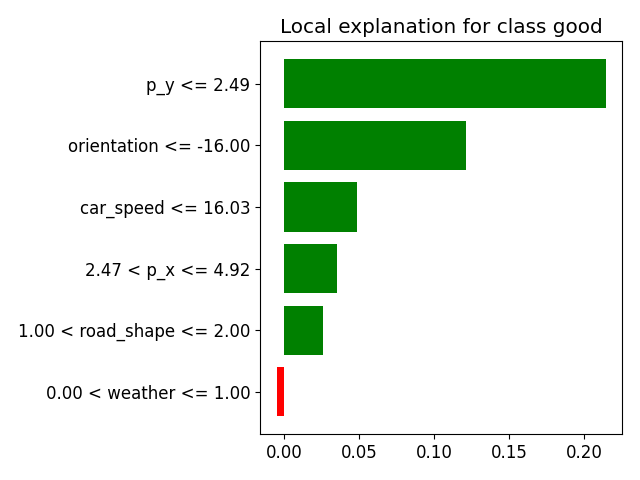 Local explanation for class good
p_y <= 2.49
orientation <= -16.00
car_speed <= 16.03
2.47 < p_x <= 4.92
1.00 < road_shape <= 2.00
0.00 < weather <= 1.00
0.00 0.05 0.10 0.15 0.20